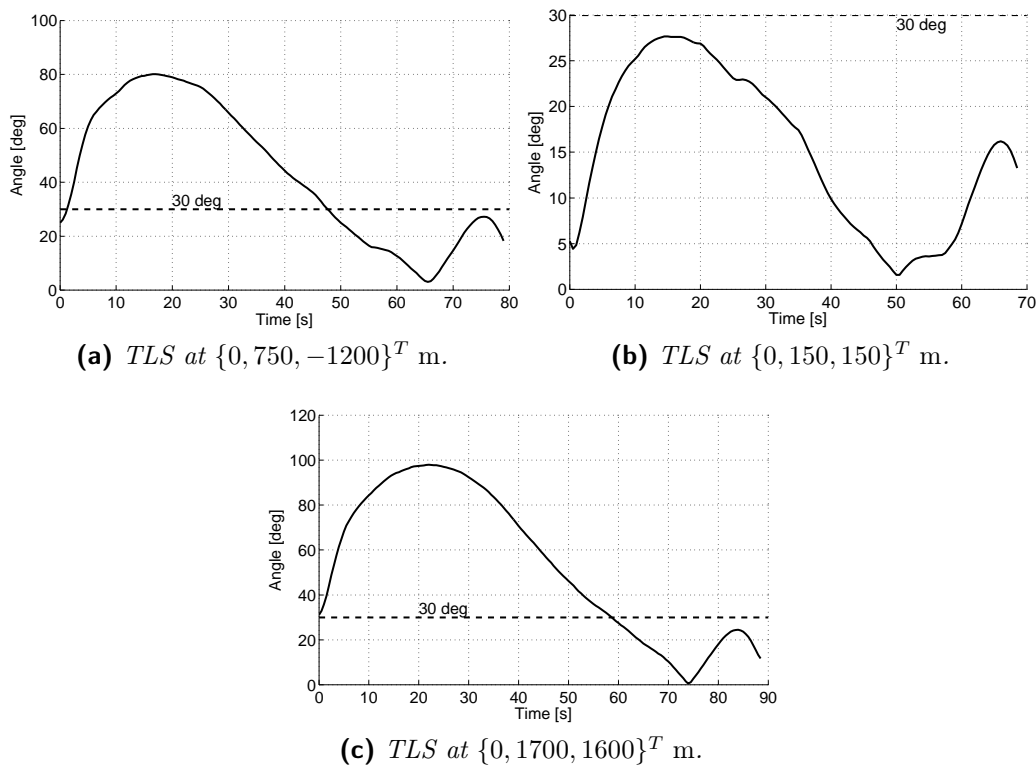 100
80
60
40
20
0
Angle [deg]
30 deg
0 10 20 30 40 50 60 70 80
Time [s]
(a) TLS at {0, 750, −1200}^T m.
30
25
20
15
10
5
0
Angle [deg]
30 deg
0 10 20 30 40 50 60 70
Time [s]
(b) TLS at {0, 150, 150}^T m.
120
100
80
60
40
20
0
Angle [deg]
30 deg
0 10 20 30 40 50 60 70 80 90
Time [s]
(c) TLS at {0, 1700, 1600}^T m.